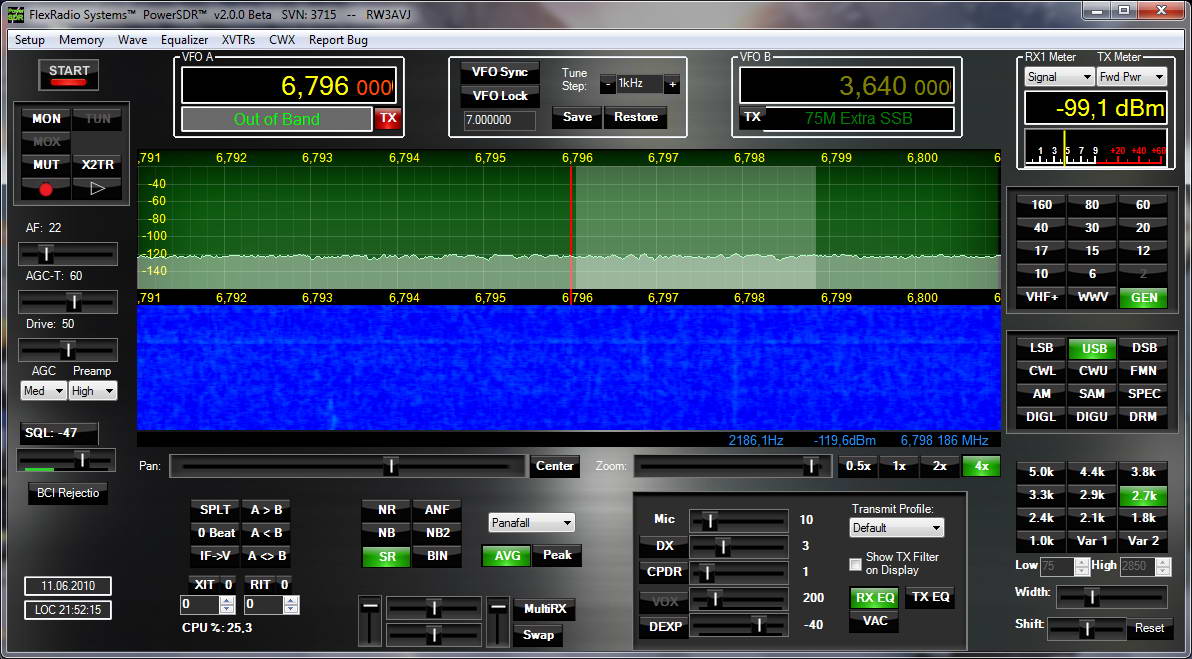 FlexRadio Systems™ PowerSDR™ v2.0.0 Beta SVN: 3715 -- RW3AVJ
Setup Memory Wave Equalizer XVTRs CWX Report Bug
START
MON TUN
MOX
MUT X2TR
AF: 22
AGC-T: 60
Drive: 50
AGC Preamp
Med High
SQL: -47
BCI Rejectio
11.06.2010
LOC 21:52:15
VFO A
6,796 000
Out of Band TX
VFO Sync
VFO Lock
7.000000
Tune
Step: - 1kHz +
Save Restore
VFO B
3,640 000
TX 75M Extra SSB
RX1 Meter TX Meter
Signal Fwd Pwr
-99,1 dBm
1 3 5 7 9 +20 +40 +60
,791 6,792 6,793 6,794 6,795 6,796 6,797 6,798 6,799 6,800 6
-40
-60
-80
-100
-120
-140
,791 6,792 6,793 6,794 6,795 6,796 6,797 6,798 6,799 6,800 6
2186,1Hz -119,6dBm 6,798 186 MHz
Pan: Center Zoom: 0.5x 1x 2x 4x
160 80 60
40 30 20
17 15 12
10 6 2
VHF+ WWV GEN
LSB USB DSB
CWL CWU FMN
AM SAM SPEC
DIGL DIGU DRM
5.0k 4.4k 3.8k
3.3k 2.9k 2.7k
2.4k 2.1k 1.8k
1.0k Var 1 Var 2
Low 75 High 2850
Width:
Shift: Reset
SPLT A > B
0 Beat A < B
IF->V A <> B
XIT 0 RIT 0
0 0
CPU %: 25,3
NR ANF
NB NB2
SR BIN
Panafall
AVG Peak
MultiRX
Swap
Mic 10
DX 3
CPDR 1
VOX 200
DEXP -40
Transmit Profile:
Default
Show TX Filter
on Display
RX EQ TX EQ
VAC